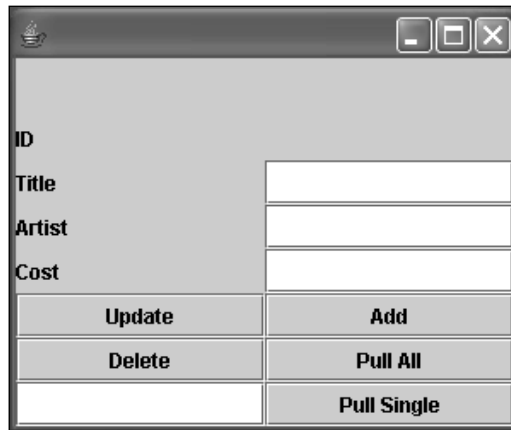 ID
Title
Artist
Cost
Update Add
Delete Pull All
Pull Single